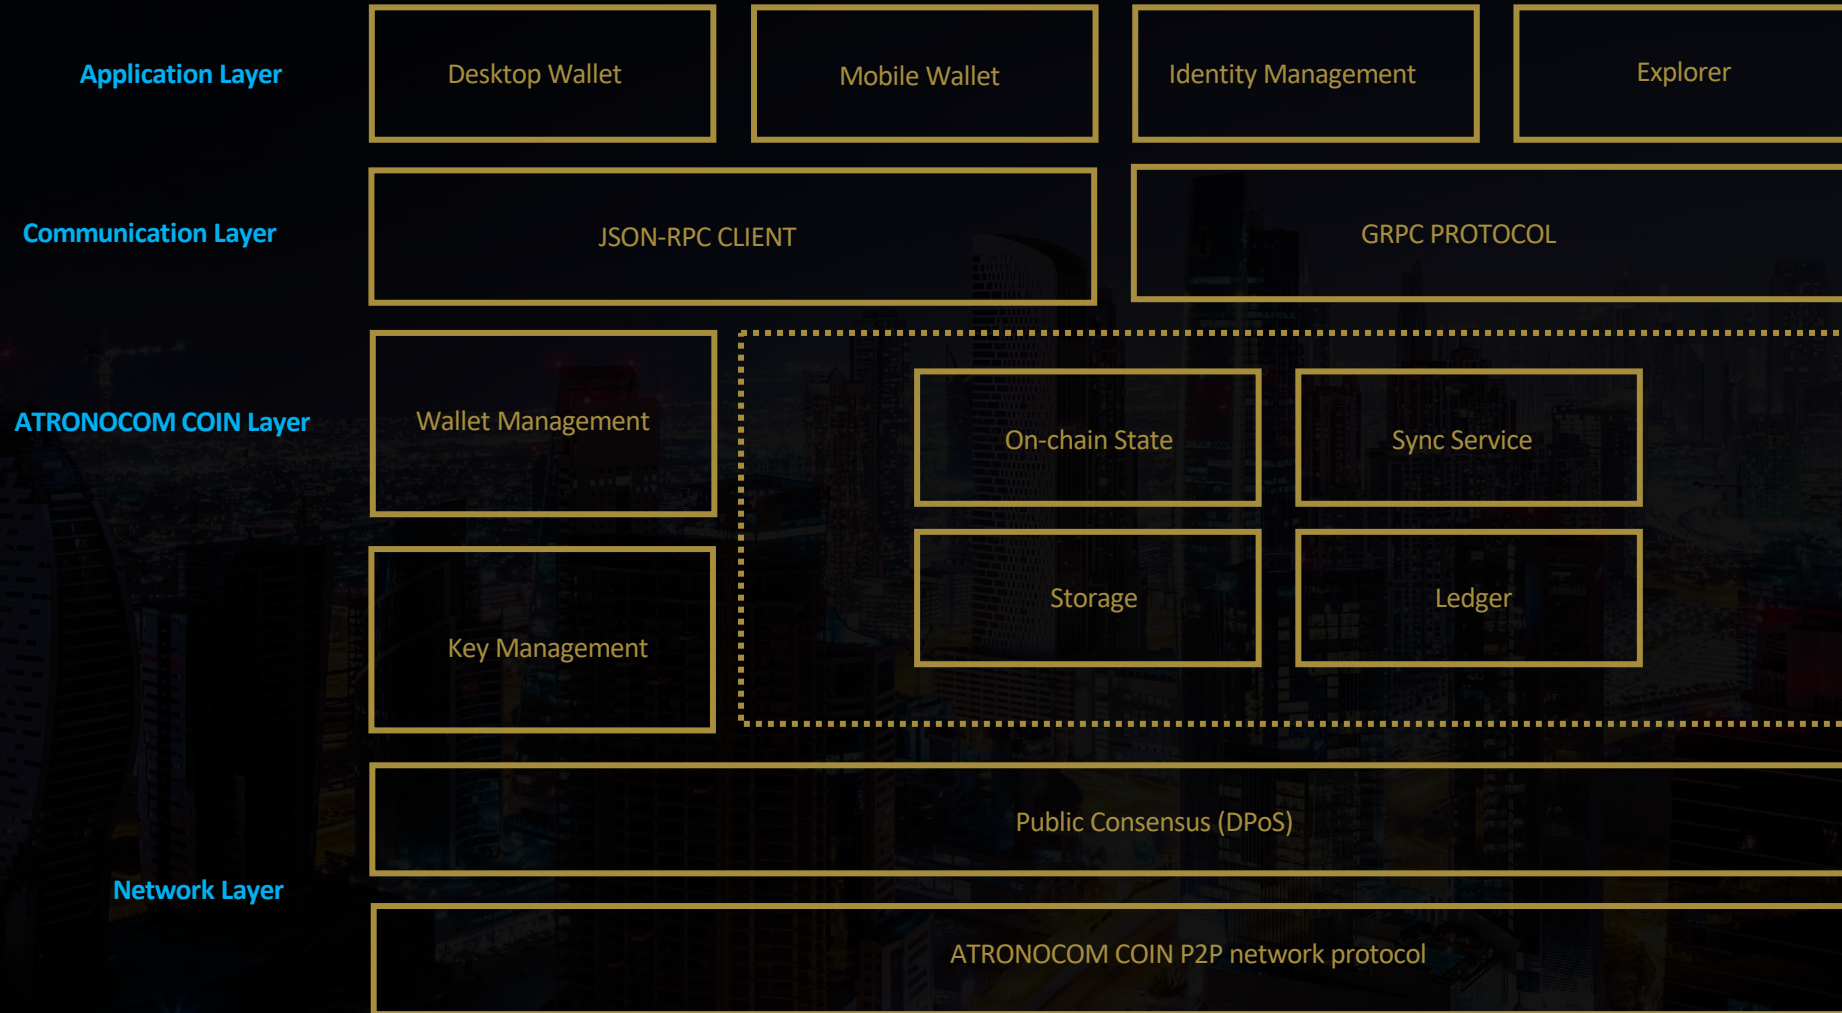 Application Layer
Desktop Wallet
Mobile Wallet
Identity Management
Explorer
Communication Layer
JSON-RPC CLIENT
GRPC PROTOCOL
ATRONOCOM COIN Layer
Wallet Management
On-chain State
Sync Service
Key Management
Storage
Ledger
Network Layer
Public Consensus (DPoS)
ATRONOCOM COIN P2P network protocol